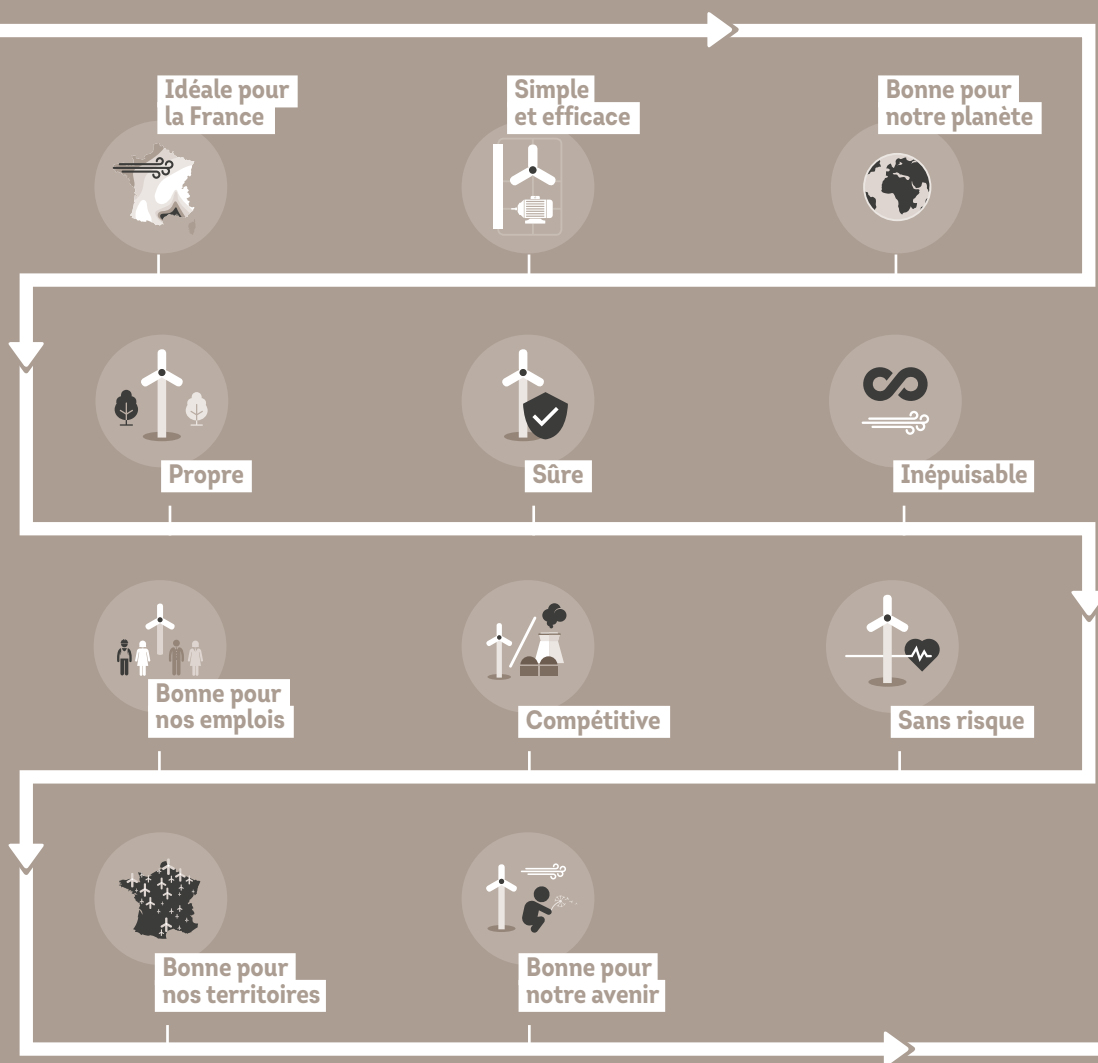 Idéale pour
la France
Simple
et efficace
Bonne pour
notre planète
Propre
Sûre
Inépuisable
Bonne pour
nos emplois
Compétitive
Sans risque
Bonne pour
nos territoires
Bonne pour
notre avenir